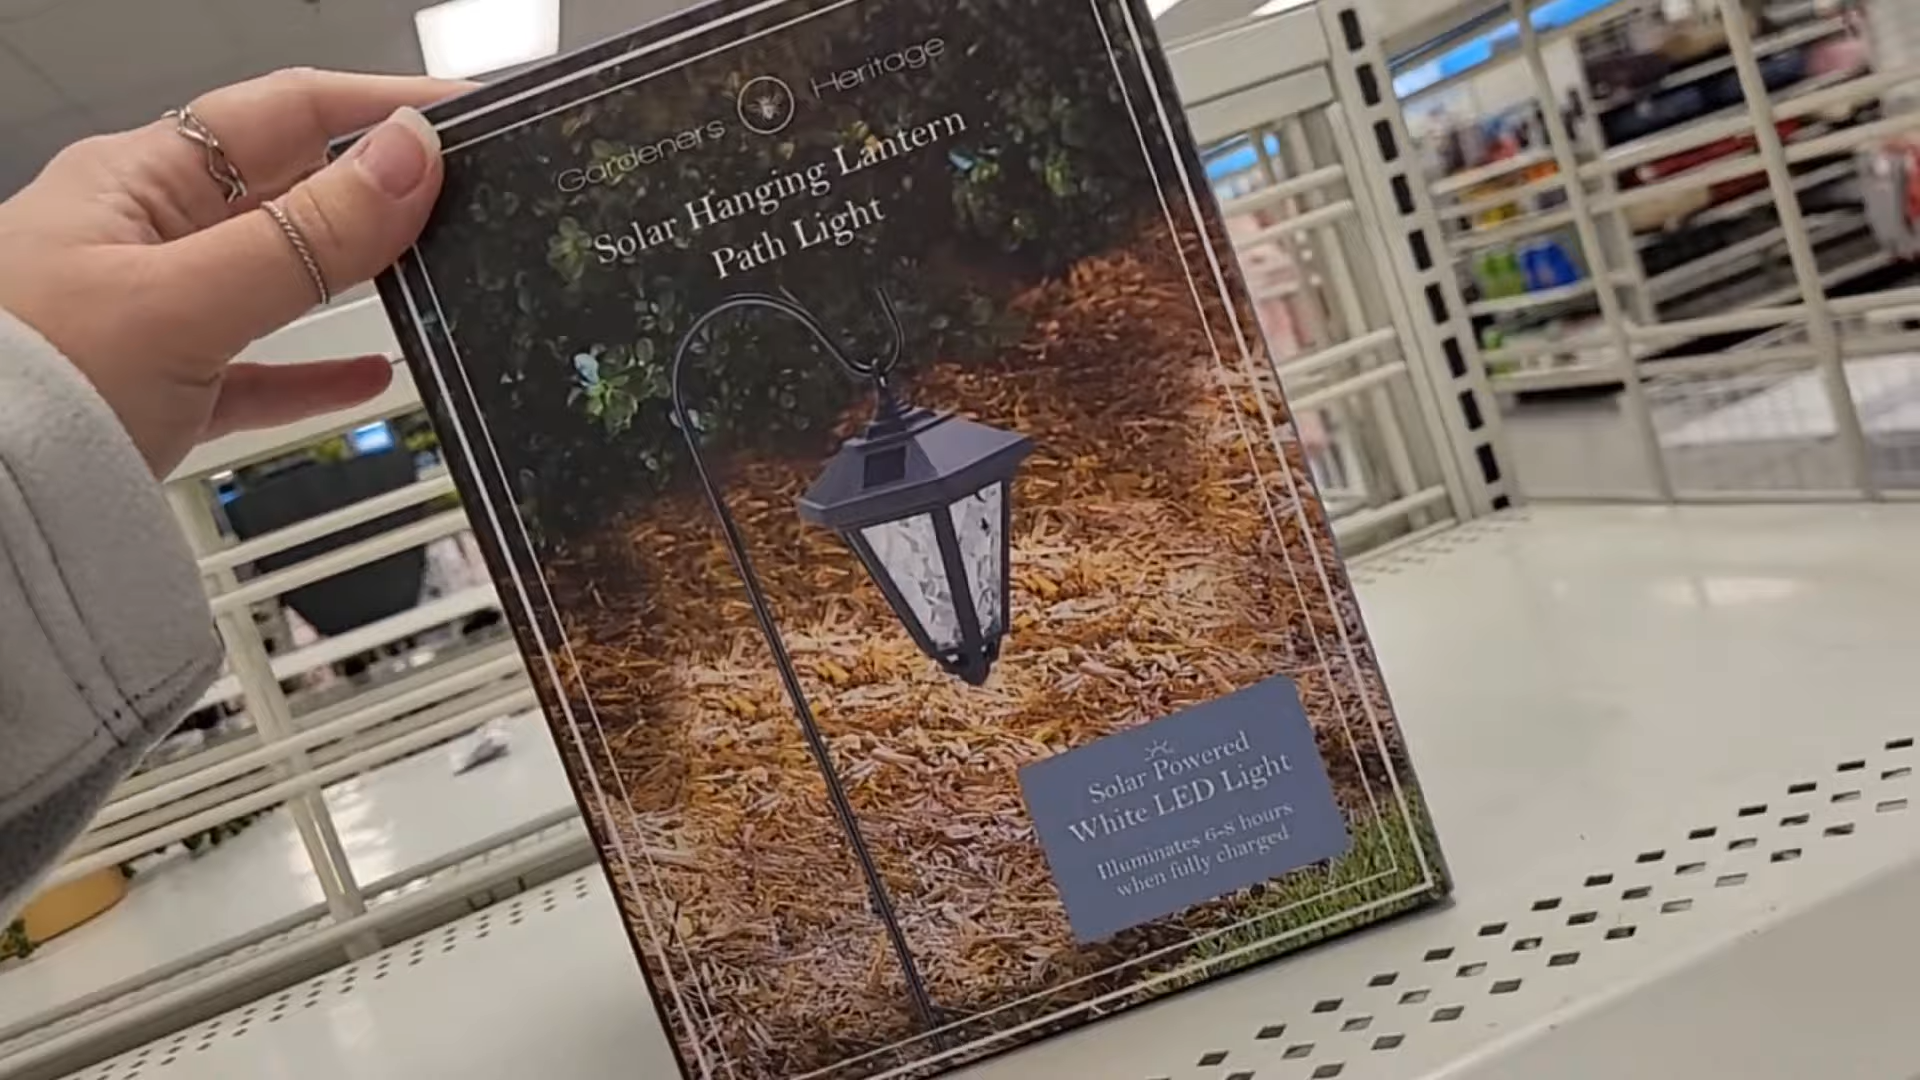 Gardeners Heritage
Solar Hanging Lantern
Path Light
Solar Powered
White LED Light
Illuminates 6-8 hours
when fully charged